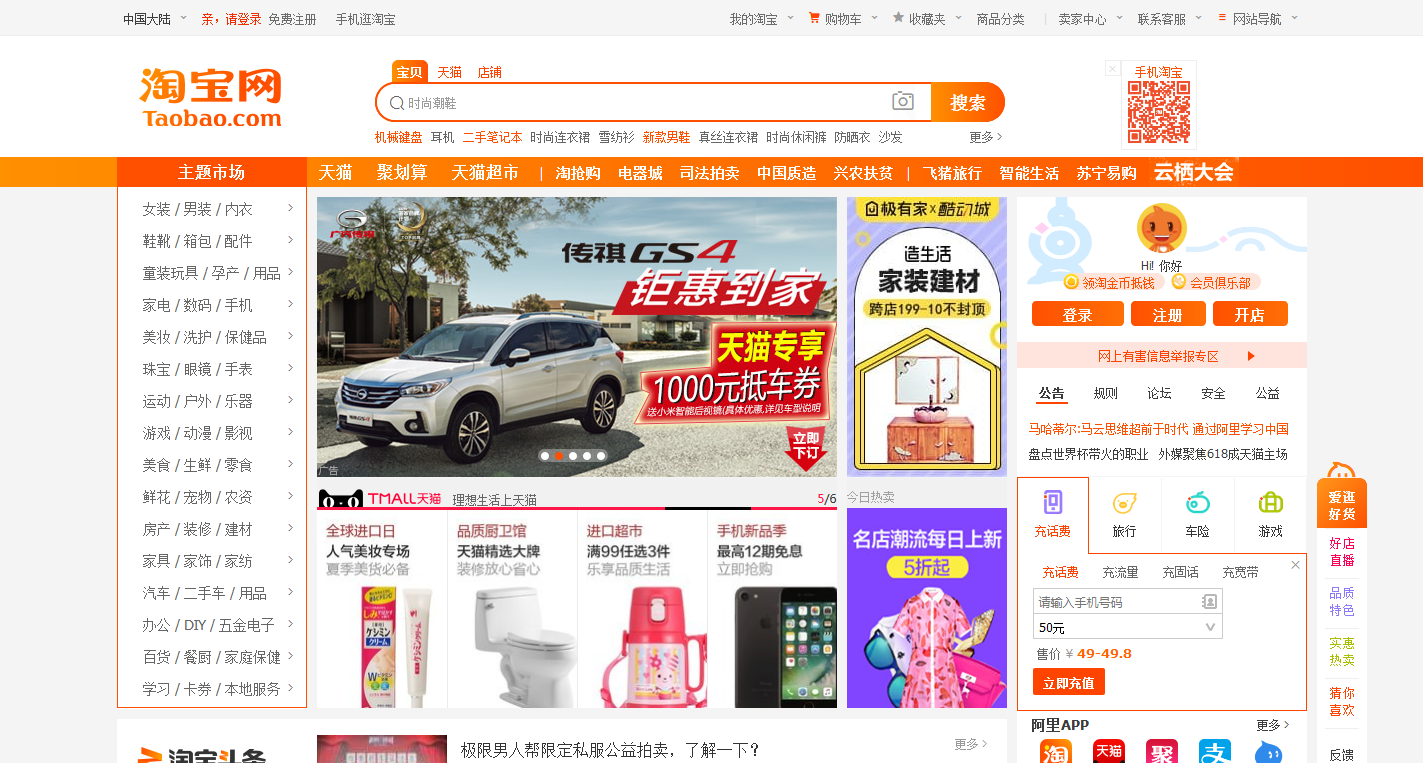 中国大陆 亲，请登录 免费注册 手机逛淘宝 我的淘宝 购物车 收藏夹 商品分类 卖家中心 联系客服 网站导航
淘宝网
Taobao.com
宝贝 天猫 店铺
时尚潮鞋
搜索
机械键盘 耳机 二手笔记本 时尚连衣裙 雪纺衫 新款男鞋 真丝连衣裙 时尚休闲裤 防晒衣 沙发 更多
手机淘宝
主题市场 天猫 聚划算 天猫超市 | 淘抢购 电器城 司法拍卖 中国质造 兴农扶贫 | 飞猪旅行 智能生活 苏宁易购 云栖大会
女装 / 男装 / 内衣
鞋靴 / 箱包 / 配件
童装玩具 / 孕产 / 用品
家电 / 数码 / 手机
美妆 / 洗护 / 保健品
珠宝 / 眼镜 / 手表
运动 / 户外 / 乐器
游戏 / 动漫 / 影视
美食 / 生鲜 / 零食
鲜花 / 宠物 / 农资
房产 / 装修 / 建材
家具 / 家饰 / 家纺
汽车 / 二手车 / 用品
办公 / DIY / 五金电子
百货 / 餐厨 / 家庭保健
学习 / 卡券 / 本地服务
广汽传祺
传祺GS4
钜惠到家
天猫专享
1000元抵车券
送小米智能后视镜(具体优惠,详见车型说明
立即
下订
广告
极有家×酷动城
造生活
家装建材
跨店199-10不封顶
TMALL天猫 理想生活上天猫 5/6
全球进口日
人气美妆专场
夏季美货必备
品质厨卫馆
天猫精选大牌
装修放心省心
进口超市
满99任选3件
乐享品质生活
手机新品季
最高12期免息
立即抢购
今日热卖
名店潮流每日上新
5折起
Hi! 你好
领淘金币抵钱 会员俱乐部
登录 注册 开店
网上有害信息举报专区
公告 规则 论坛 安全 公益
马哈蒂尔:马云思维超前于时代 通过阿里学习中国
盘点世界杯带火的职业 外媒聚焦618成天猫主场
充话费 旅行 车险 游戏
充话费 充流量 充固话 充宽带
请输入手机号码
50元
售价 ¥ 49-49.8
立即充值
阿里APP 更多
淘 天猫 聚 支
爱逛
好货
好店
直播
品质
特色
实惠
热卖
猜你
喜欢
反馈
淘宝头条
极限男人帮限定私服公益拍卖，了解一下？
更多